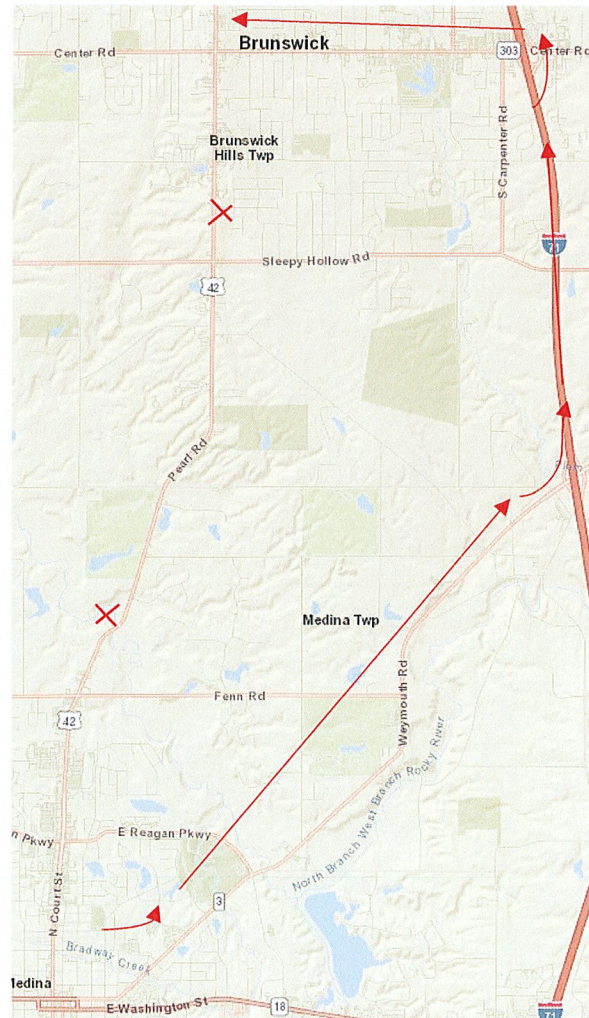 Brunswick
Center Rd
303
Center Rd
Brunswick
Hills Twp
S Carpenter Rd
71
Sleepy Hollow Rd
42
Pearl Rd
Medina Twp
Weymouth Rd
Fenn Rd
42
North Branch West Branch Rocky River
E Reagan Pkwy
n Pkwy
3
N Court St
Bradway Creek
Medina
E Washington St
18
71